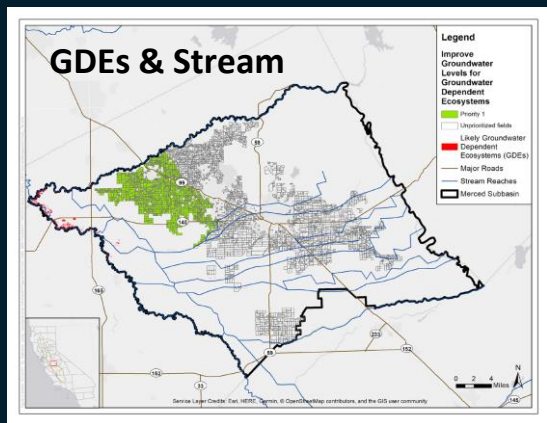 GDEs & Stream
Legend
Improve
Groundwater
Levels for
Groundwater
Dependent
Ecosystems
Priority 1
Unprioritized fields
Likely Groundwater
Dependent
Ecosystems (GDEs)
Major Roads
Stream Reaches
Merced Subbasin
59
99
140
165
233
152
59
152
33
145
N
0 2 4
Miles
Service Layer Credits: Esri, HERE, Garmin, © OpenStreetMap contributors, and the GIS user community